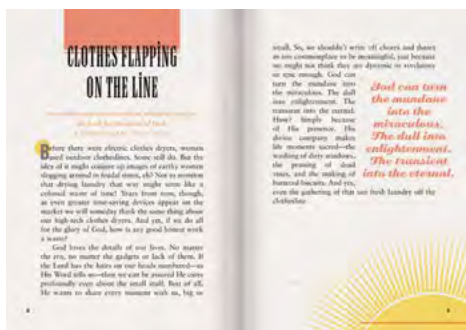 CLOTHES FLAPPING
ON THE LINE
Before there were electric clothes dryers, women
used outdoor clotheslines. Some still do. But the
idea of it might conjure up images of earthy women
slogging around in feudal times, eh? Not to mention
that drying laundry that way might seem like a
colossal waste of time! Years from now, though,
as even greater time-saving devices appear on the
market we will someday think the same thing about
our high-tech clothes dryers. And yet, if we do all
for the glory of God, how is any good honest work
a waste?
God loves the details of our lives. No matter
the era, no matter the gadgets or lack of them. If
the Lord has the hairs on our heads numbered—as
His Word tells us—then we can be assured He cares
profoundly even about the small stuff. Best of all,
He wants to share every moment with us, big or
small. So, we shouldn't write off chores and duties
as too commonplace to be meaningful, just because
we might not think they are dynamic or revelatory
or epic enough. God can
turn the mundane into
the miraculous. The dull
into enlightenment. The
transient into the eternal.
How? Simply because
of His presence. His
divine company makes
life moments sacred—the
washing of dirty windows,
the pruning of dead
vines, and the making of
buttered biscuits. And yes,
even the gathering of that sun fresh laundry off the
clothesline
God can turn
the mundane
into the
miraculous.
The dull into
enlightenment.
The transient
into the eternal.